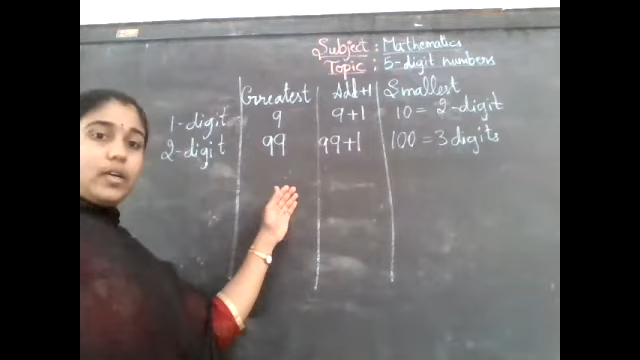 Subject : Mathematics
Topic : 5-digit numbers
Greatest Add+1 Smallest
1-digit 9 9+1 10 = 2-digit
2-digit 99 99+1 100 = 3 digits